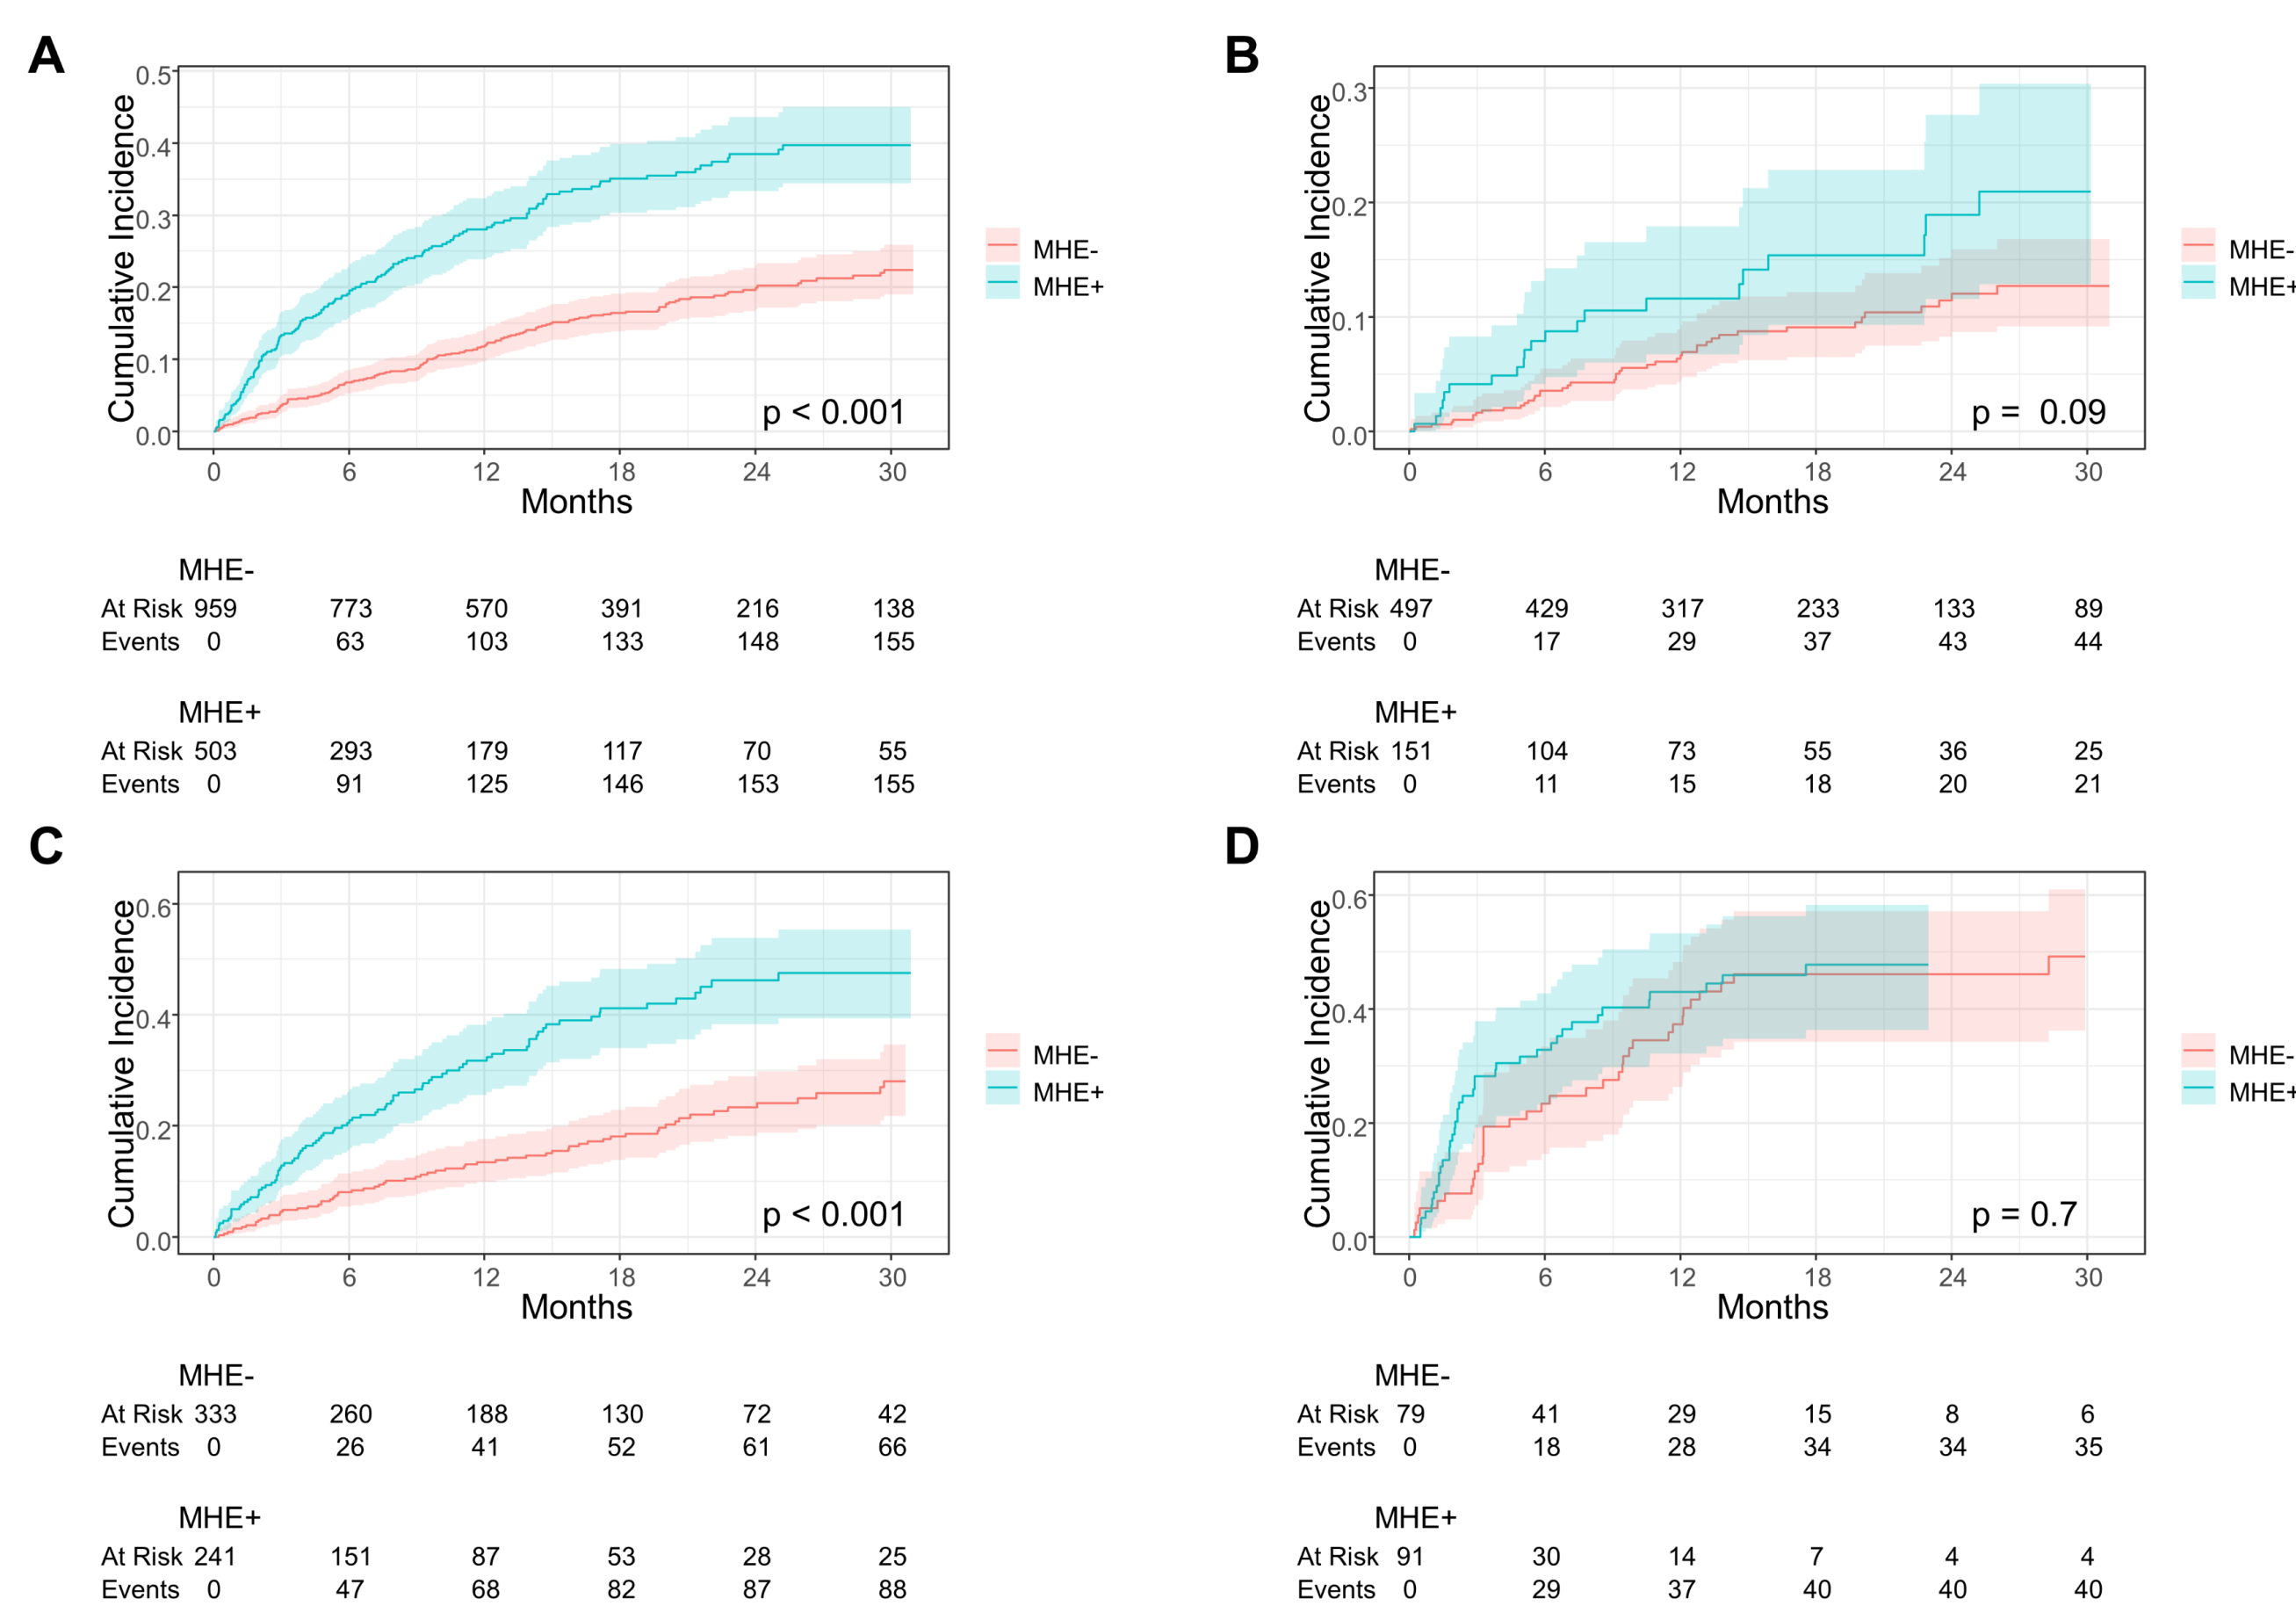 A
Cumulative Incidence
0.5
0.4
0.3
0.2
0.1
0.0
p < 0.001
0 6 12 18 24 30
Months
MHE-
MHE+
MHE-
At Risk 959 773 570 391 216 138
Events 0 63 103 133 148 155
MHE+
At Risk 503 293 179 117 70 55
Events 0 91 125 146 153 155
B
Cumulative Incidence
0.3
0.2
0.1
0.0
p = 0.09
0 6 12 18 24 30
Months
MHE-
MHE+
MHE-
At Risk 497 429 317 233 133 89
Events 0 17 29 37 43 44
MHE+
At Risk 151 104 73 55 36 25
Events 0 11 15 18 20 21
C
Cumulative Incidence
0.6
0.4
0.2
0.0
p < 0.001
0 6 12 18 24 30
Months
MHE-
MHE+
MHE-
At Risk 333 260 188 130 72 42
Events 0 26 41 52 61 66
MHE+
At Risk 241 151 87 53 28 25
Events 0 47 68 82 87 88
D
Cumulative Incidence
0.6
0.4
0.2
0.0
p = 0.7
0 6 12 18 24 30
Months
MHE-
MHE+
MHE-
At Risk 79 41 29 15 8 6
Events 0 18 28 34 34 35
MHE+
At Risk 91 30 14 7 4 4
Events 0 29 37 40 40 40